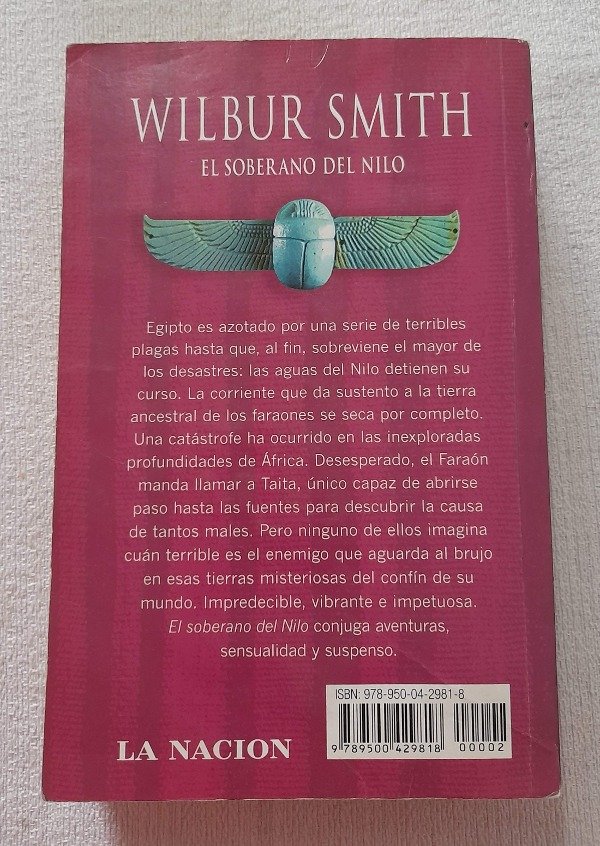 WILBUR SMITH
EL SOBERANO DEL NILO
Egipto es azotado por una serie de terribles
plagas hasta que, al fin, sobreviene el mayor de
los desastres: las aguas del Nilo detienen su
curso. La corriente que da sustento a la tierra
ancestral de los faraones se seca por completo.
Una catástrofe ha ocurrido en las inexploradas
profundidades de África. Desesperado, el Faraón
manda llamar a Taita, único capaz de abrirse
paso hasta las fuentes para descubrir la causa
de tantos males. Pero ninguno de ellos imagina
cuán terrible es el enemigo que aguarda al brujo
en esas tierras misteriosas del confín de su
mundo. Impredecible, vibrante e impetuosa.
El soberano del Nilo conjuga aventuras,
sensualidad y suspenso.
ISBN: 978-950-04-2981-8
9 789500 429818 00002
LA NACION